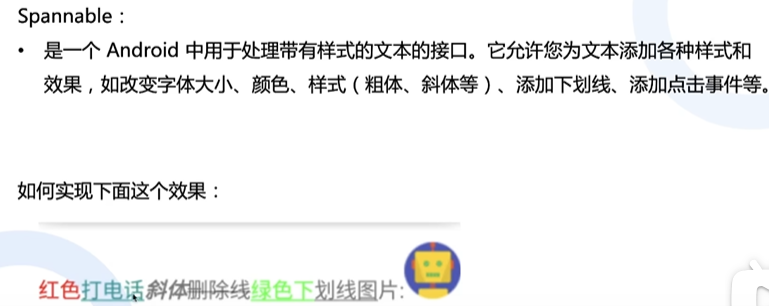 Spannable：
• 是一个 Android 中用于处理带有样式的文本的接口。它允许您为文本添加各种样式和
效果，如改变字体大小、颜色、样式（粗体、斜体等）、添加下划线、添加点击事件等。
如何实现下面这个效果：
红色打电话斜体删除线绿色下划线图片: